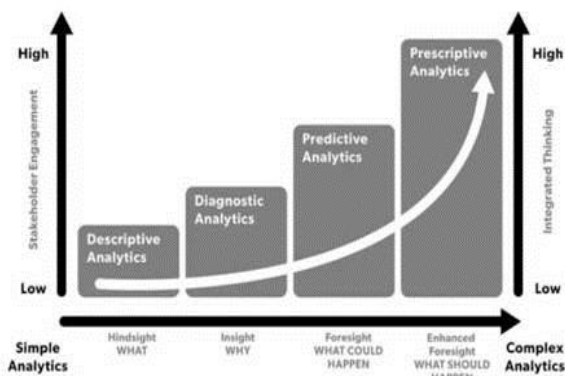 High
Stakeholder Engagement
Low
Prescriptive
Analytics
Predictive
Analytics
Diagnostic
Analytics
Descriptive
Analytics
High
Integrated Thinking
Low
Simple
Analytics
Hindsight
WHAT
Insight
WHY
Foresight
WHAT COULD
HAPPEN
Enhanced
Foresight
WHAT SHOULD
HAPPEN
Complex
Analytics